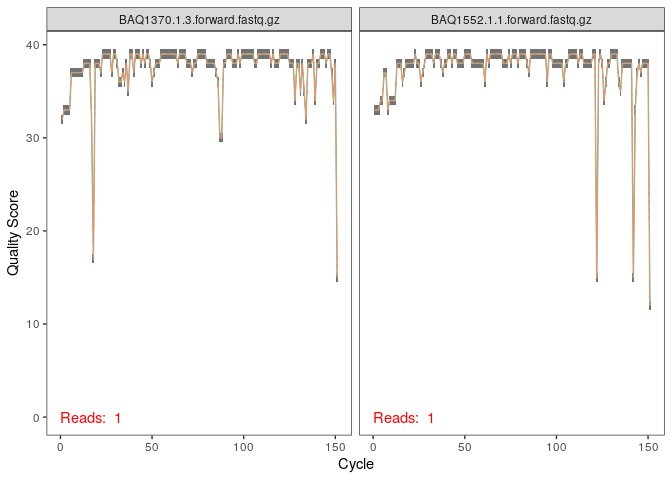 BAQ1370.1.3.forward.fastq.gz
BAQ1552.1.1.forward.fastq.gz
Quality Score
40
30
20
10
0
Reads: 1
Reads: 1
0
50
100
150
0
50
100
150
Cycle